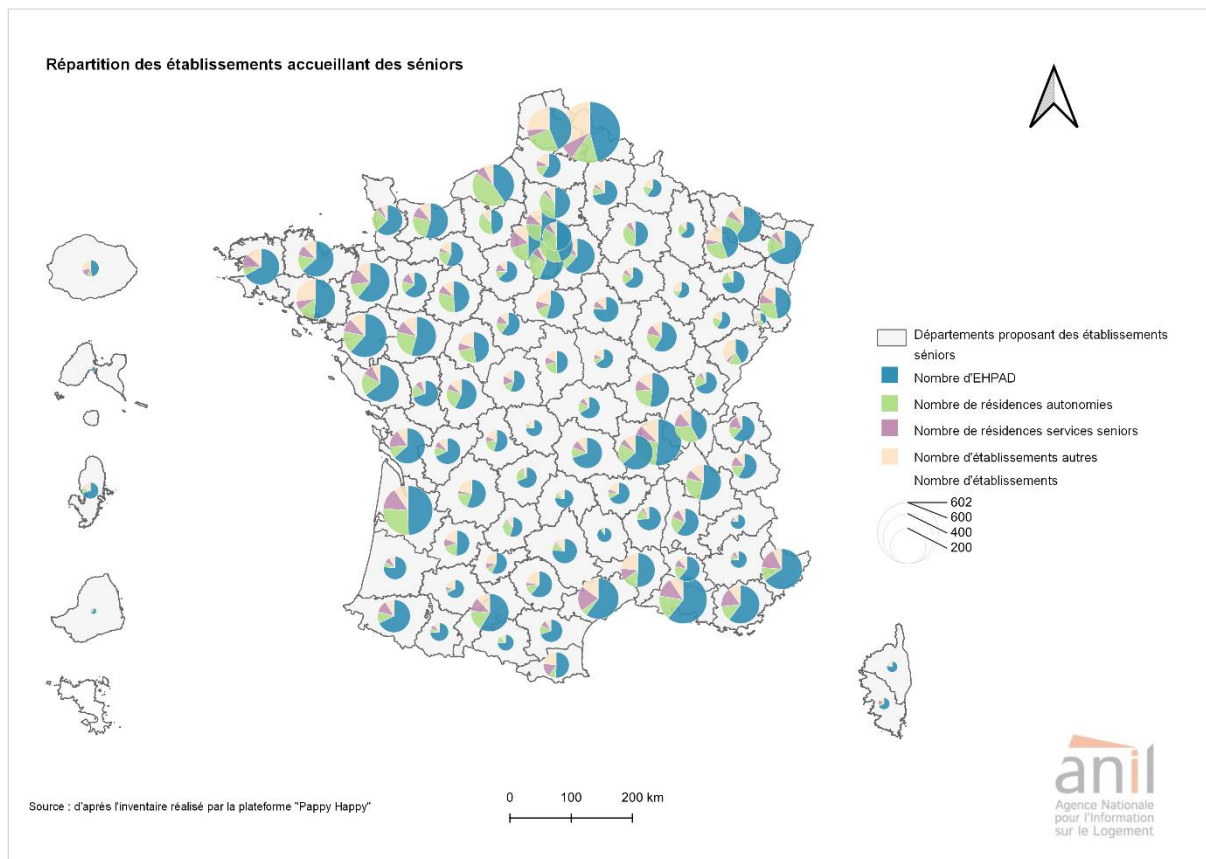 Répartition des établissements accueillant des séniors
Départements proposant des établissements
séniors
Nombre d'EHPAD
Nombre de résidences autonomies
Nombre de résidences services seniors
Nombre d'établissements autres
Nombre d'établissements
602
600
400
200
Source : d'après l'inventaire réalisé par la plateforme "Pappy Happy"
0 100 200 km
anil
Agence Nationale
pour l'Information
sur le Logement